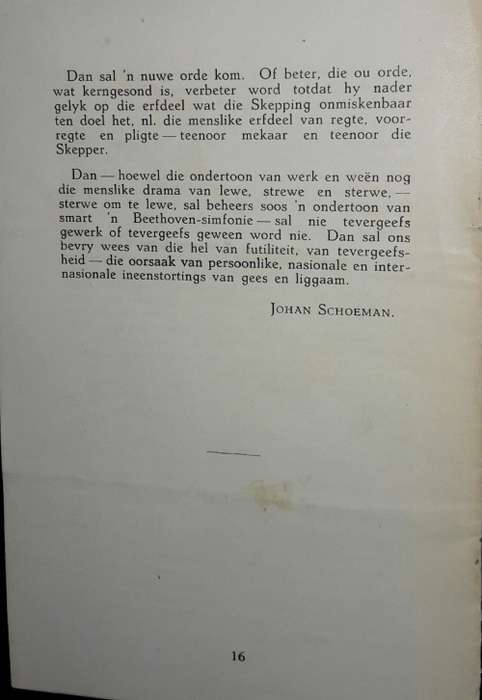 Dan sal 'n nuwe orde kom. Of beter, die ou orde,
wat kerngesond is, verbeter word totdat hy nader
gelyk op die erfdeel wat die Skepping onmiskenbaar
ten doel het, nl. die menslike erfdeel van regte, voor-
regte en pligte — teenoor mekaar en teenoor die
Skepper.
Dan — hoewel die ondertoon van werk en weën nog
die menslike drama van lewe, strewe en sterwe, —
sterwe om te lewe, sal beheers soos 'n ondertoon van
smart 'n Beethoven-simfonie — sal nie tevergeefs
gewerk of tevergeefs geween word nie. Dan sal ons
bevry wees van die hel van futiliteit, van tevergeefs-
heid — die oorsaak van persoonlike, nasionale en inter-
nasionale ineenstortings van gees en liggaam.
JOHAN SCHOEMAN.
16